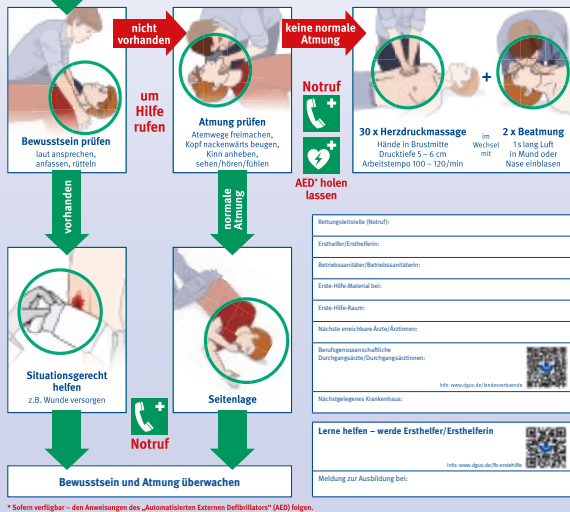 nicht
vorhanden
keine normale
Atmung
um
Hilfe
rufen
Notruf
AED* holen
lassen
Bewusstsein prüfen
laut ansprechen,
anfassen, rütteln
Atmung prüfen
Atemwege freimachen,
Kopf nackenwärts beugen,
Kinn anheben,
sehen/hören/fühlen
30 x Herzdruckmassage
Hände in Brustmitte
Drucktiefe 5 – 6 cm
Arbeitstempo 100 – 120/min
+
im
Wechsel
mit
2 x Beatmung
1 s lang Luft
in Mund oder
Nase einblasen
vorhanden
normale
Atmung
Situationsgerecht
helfen
z.B. Wunde versorgen
Notruf
Seitenlage
Bewusstsein und Atmung überwachen
Rettungsleitstelle (Notruf):
Ersthelfer/Ersthelferin:
Betriebssanitäter/Betriebssanitäterin:
Erste-Hilfe-Material bei:
Erste-Hilfe-Raum:
Nächste erreichbare Ärzte/Ärztinnen:
Berufsgenossenschaftliche
Durchgangsärzte/Durchgangsärztinnen:
Info: www.dguv.de/landesverbaende
Nächstgelegenes Krankenhaus:
Lerne helfen – werde Ersthelfer/Ersthelferin
Info: www.dguv.de/fb-erstehilfe
Meldung zur Ausbildung bei:
* Sofern verfügbar – den Anweisungen des „Automatisierten Externen Defibrillators“ (AED) folgen.